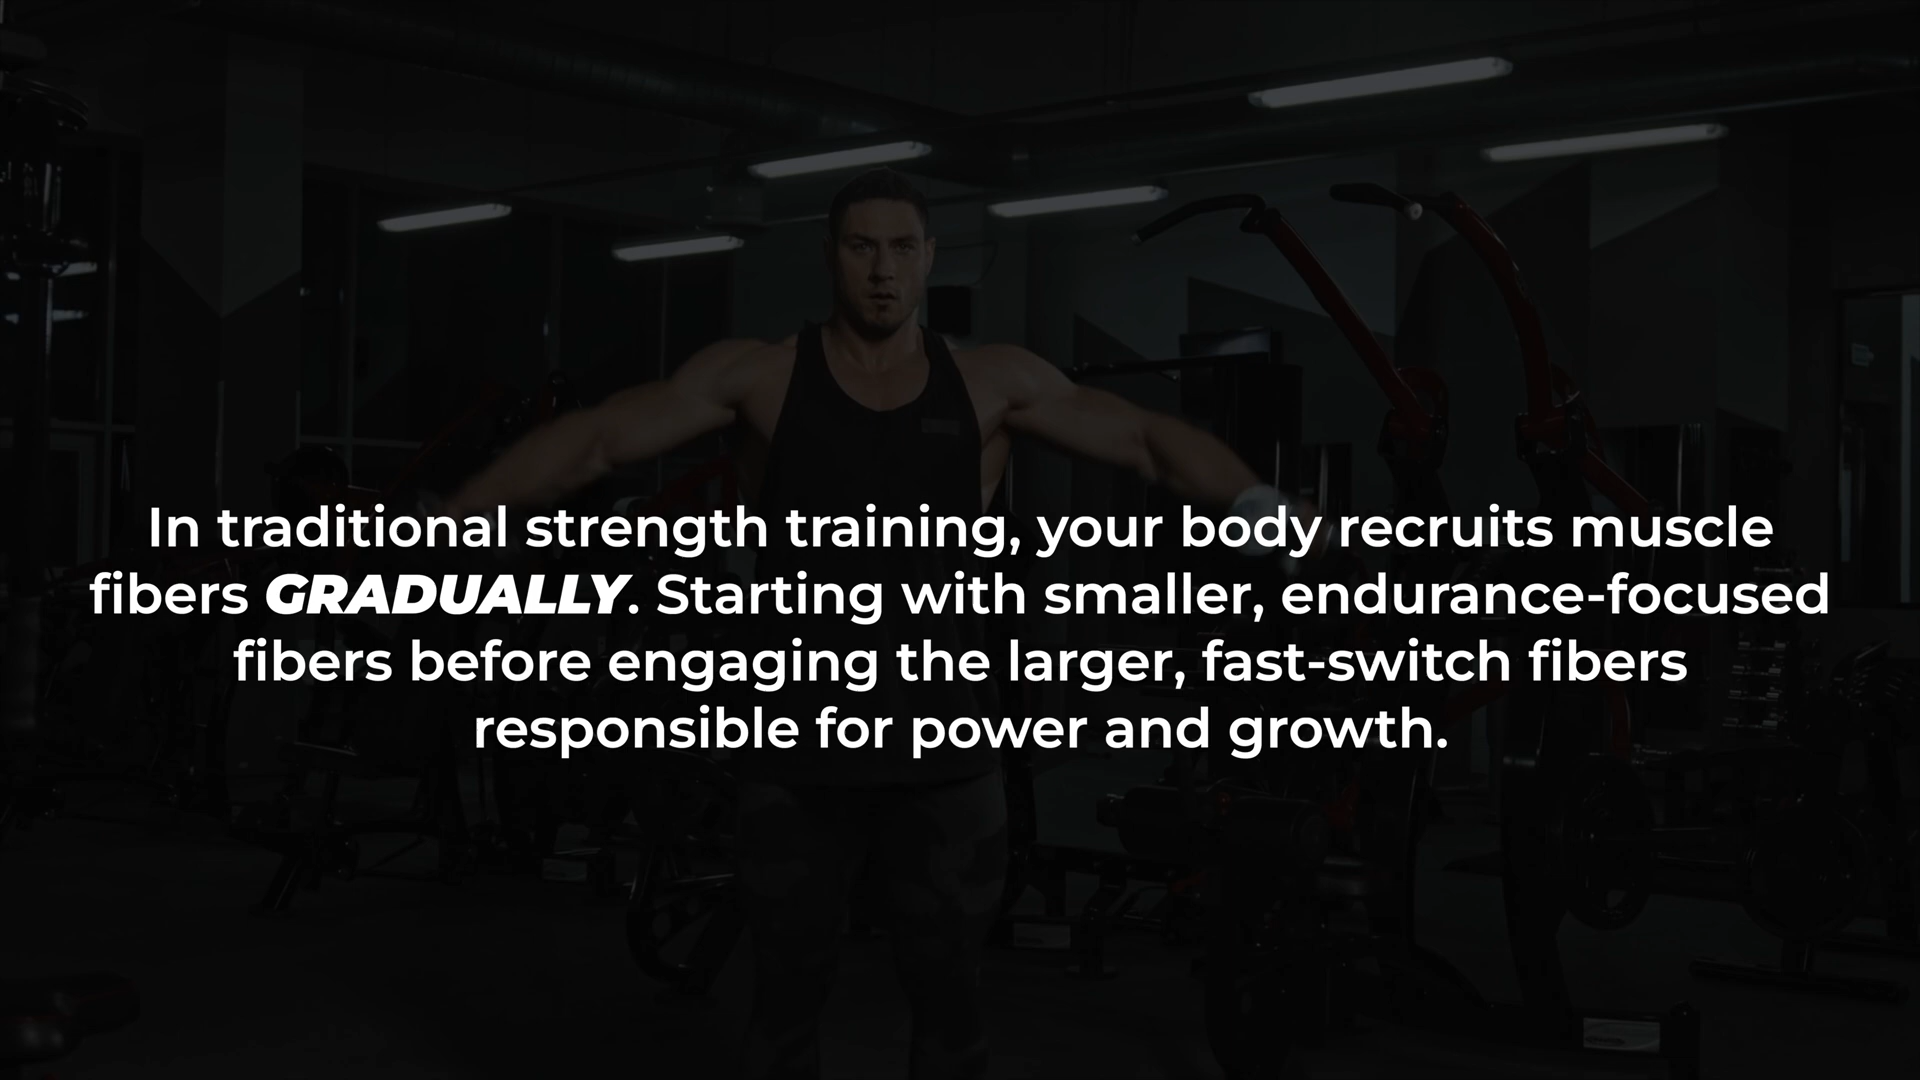 In traditional strength training, your body recruits muscle
fibers GRADUALLY. Starting with smaller, endurance-focused
fibers before engaging the larger, fast-switch fibers
responsible for power and growth.